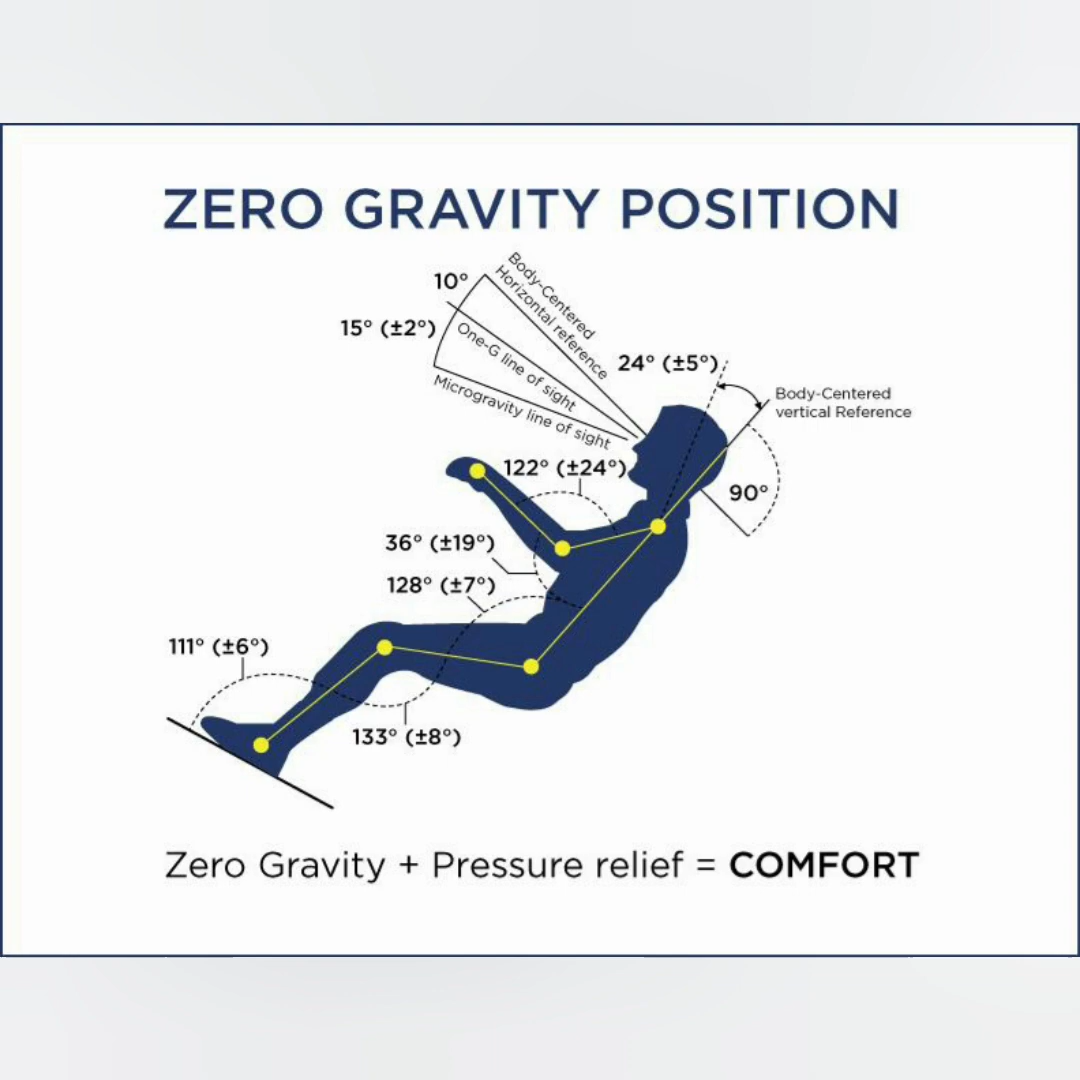 ZERO GRAVITY POSITION
10°
Body-Centered
Horizontal reference
15° (±2°)
One-G line of sight
Microgravity line of sight
24° (±5°)
Body-Centered
vertical Reference
122° (±24°)
90°
36° (±19°)
128° (±7°)
111° (±6°)
133° (±8°)
Zero Gravity + Pressure relief = COMFORT